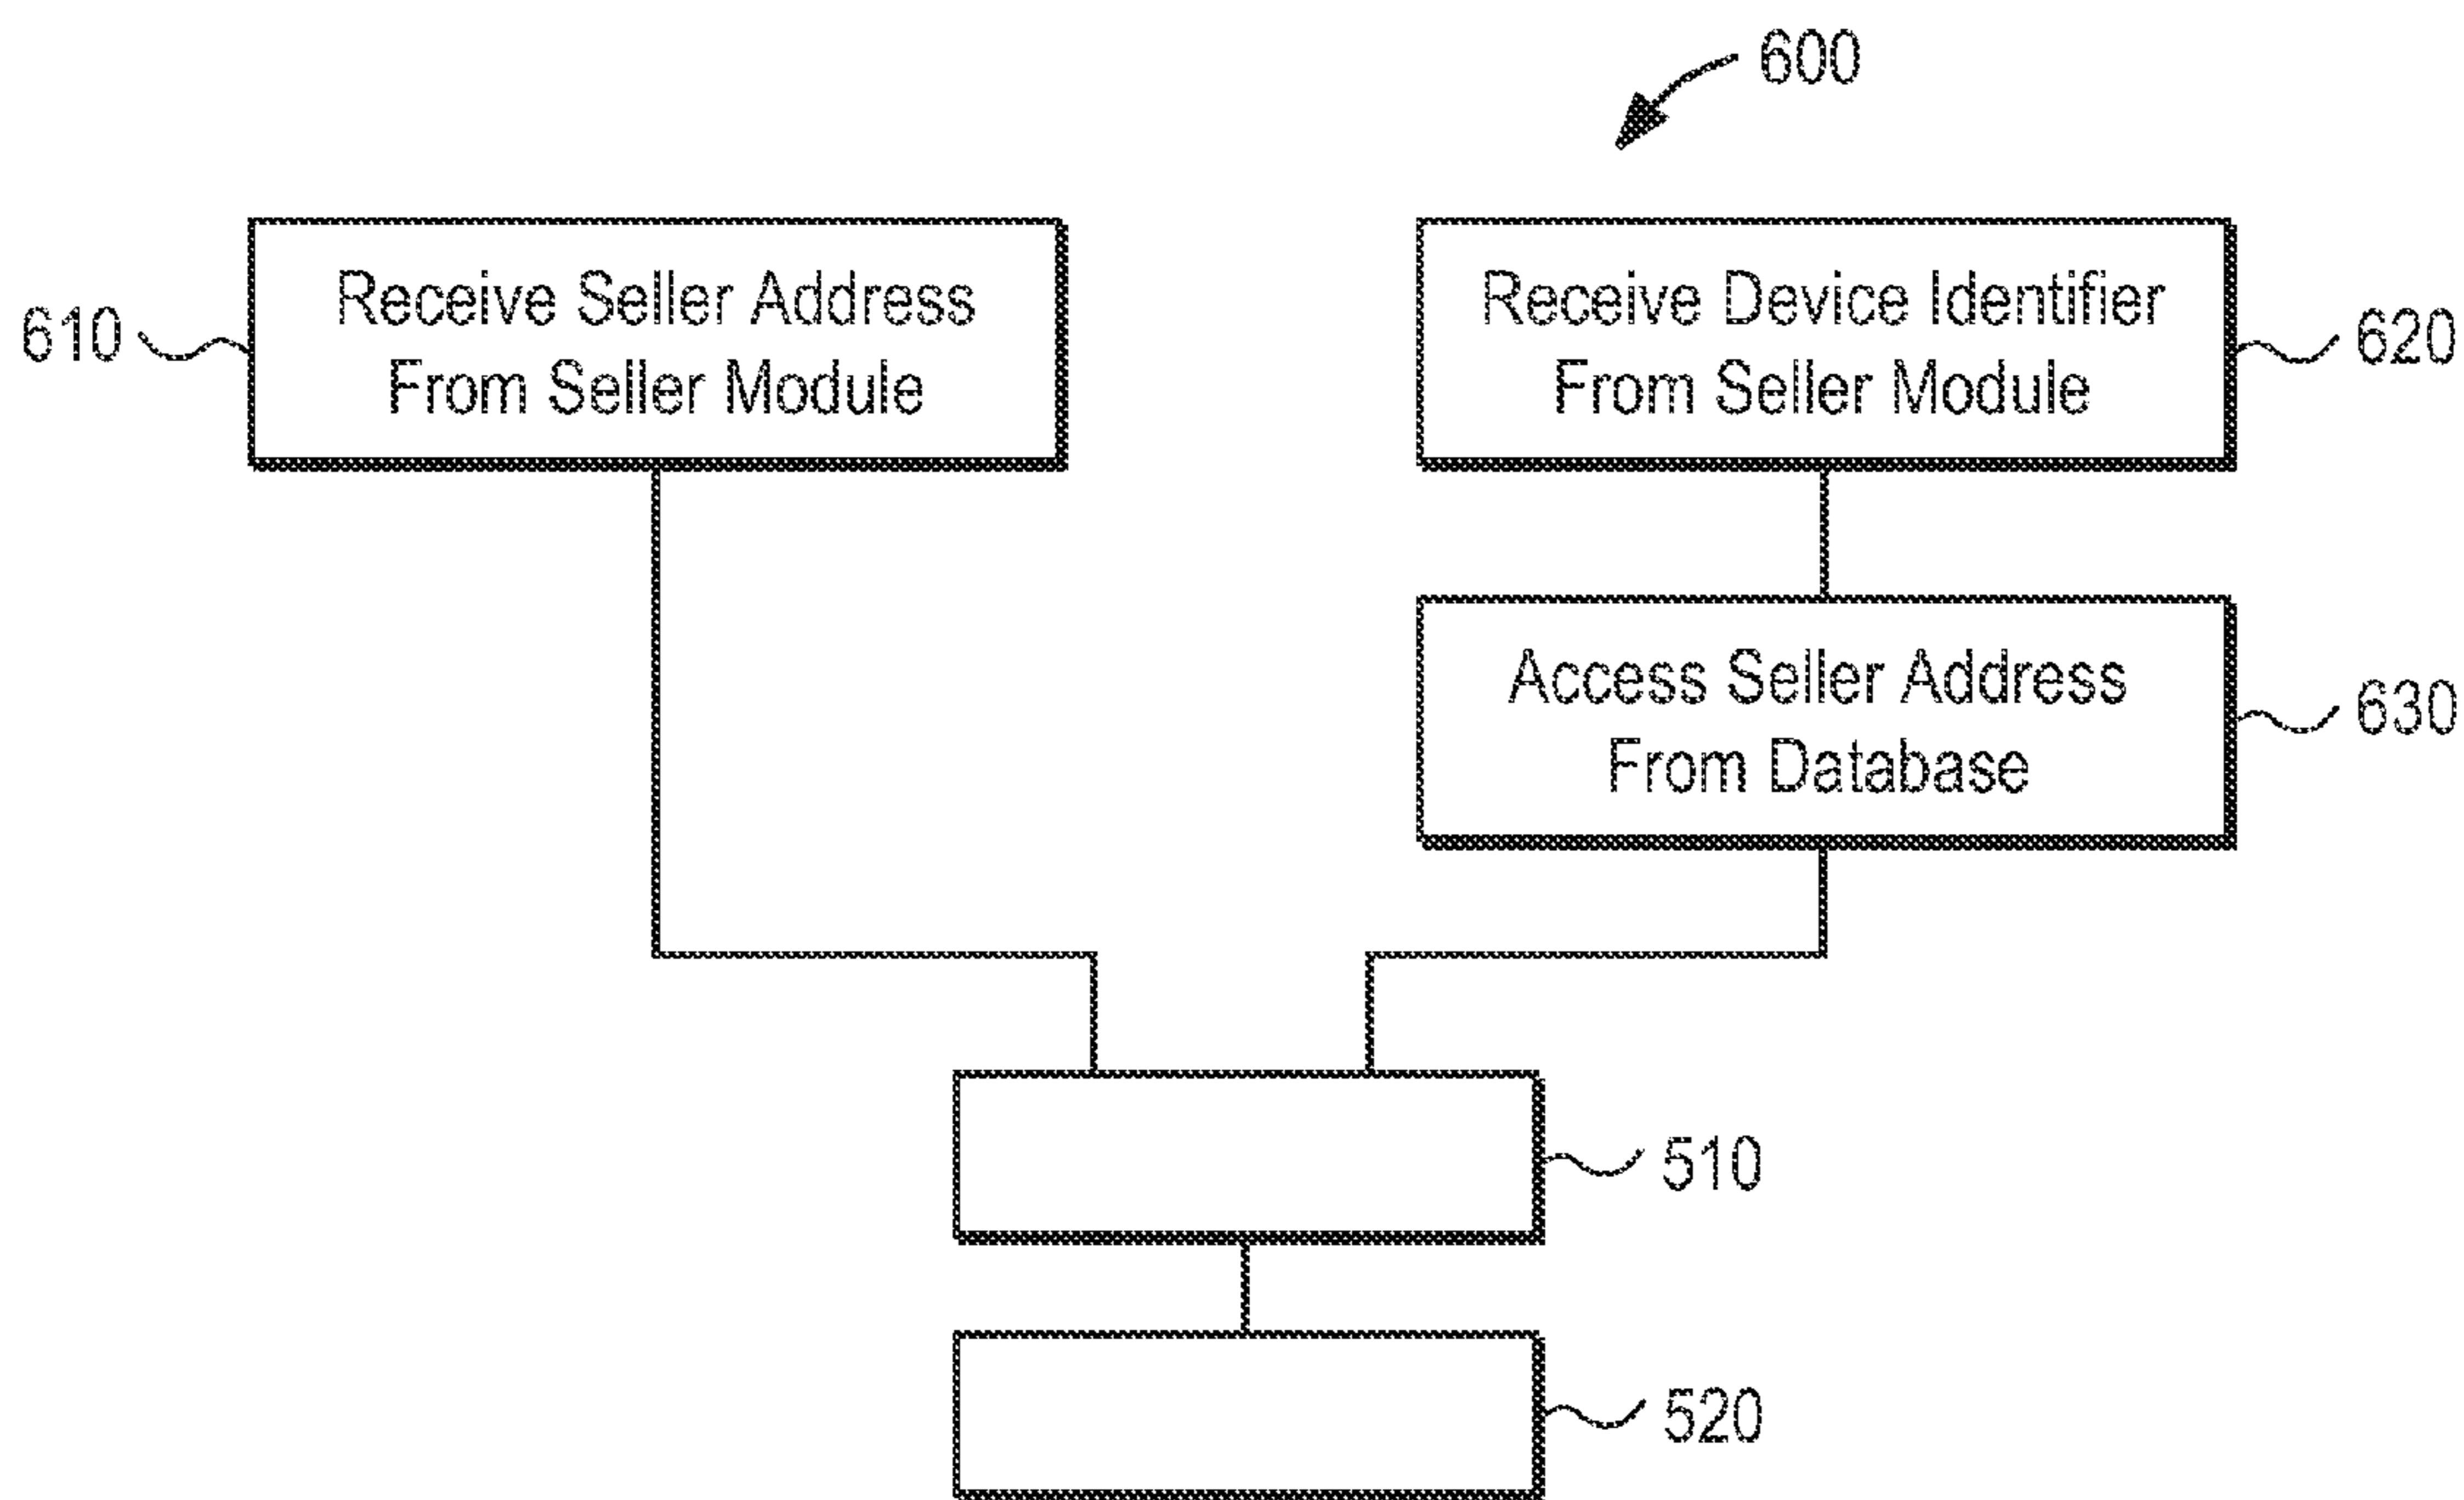 600
Receive Seller Address
From Seller Module
610
Receive Device Identifier
From Seller Module
620
Access Seller Address
From Database
630
510
520